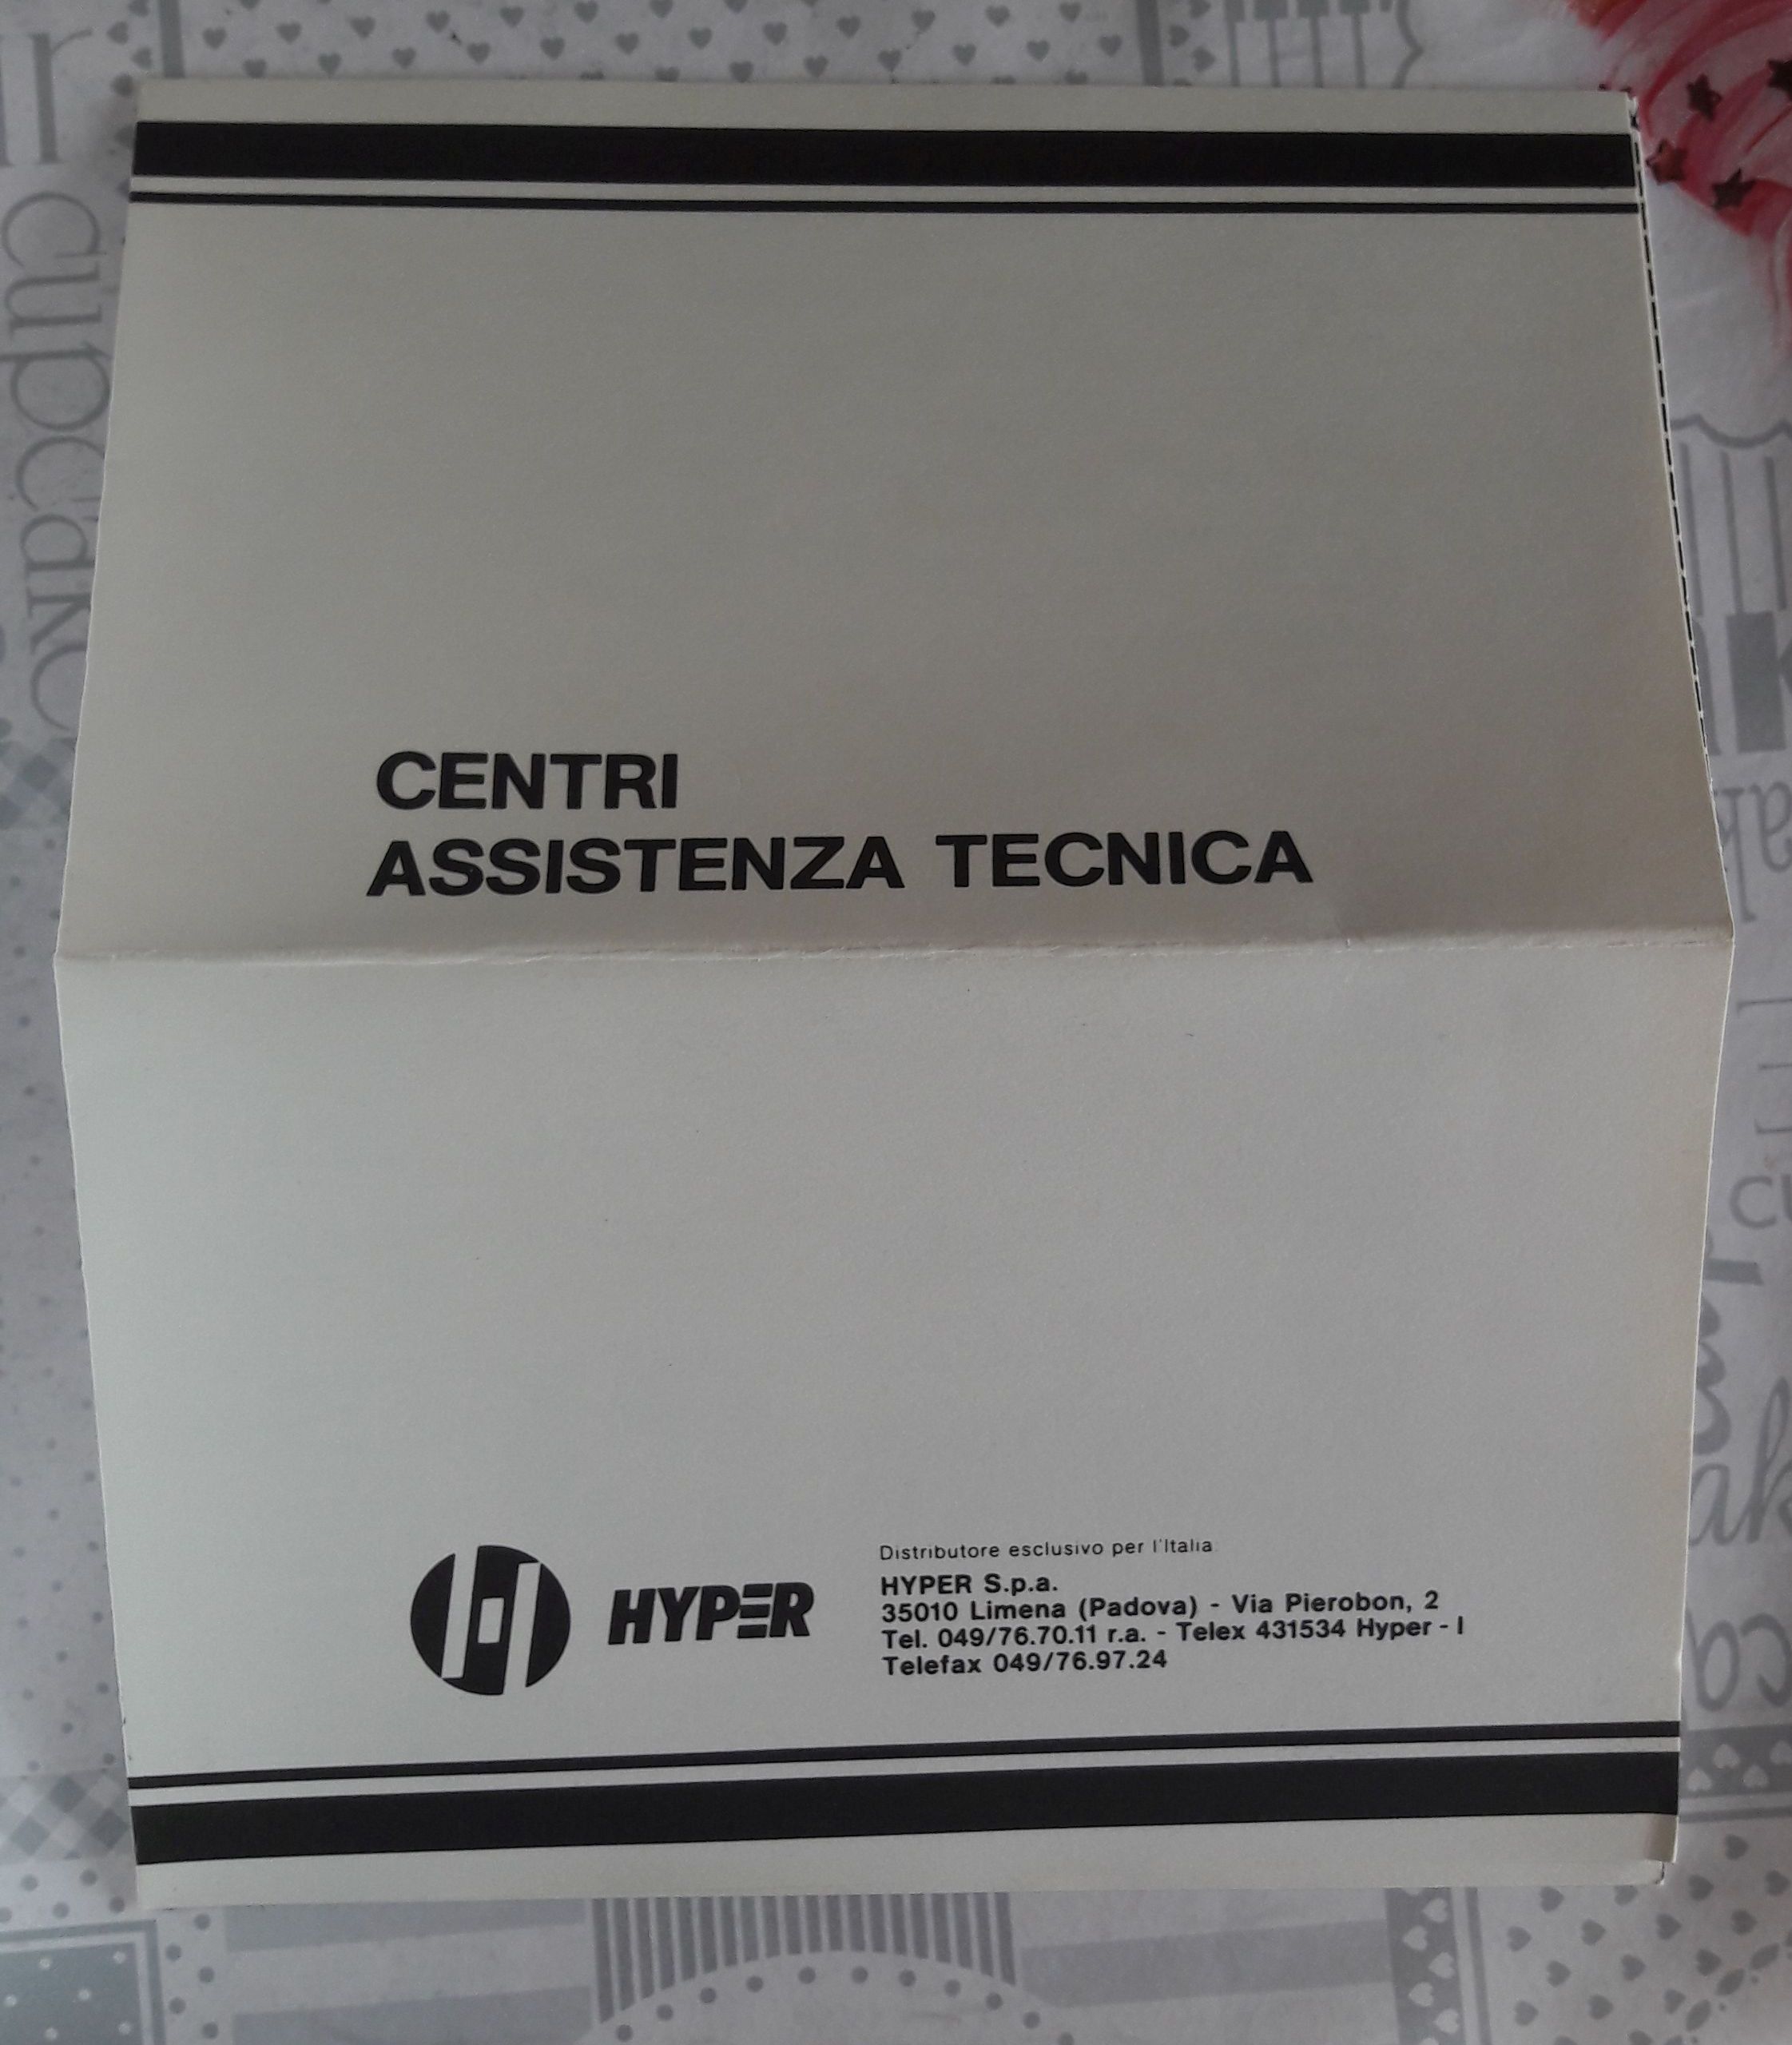 CENTRI
ASSISTENZA TECNICA
HYPER
Distributore esclusivo per l'Italia
HYPER S.p.a.
35010 Limena (Padova) - Via Pierobon, 2
Tel. 049/76.70.11 r.a. - Telex 431534 Hyper - I
Telefax 049/76.97.24
cupcake